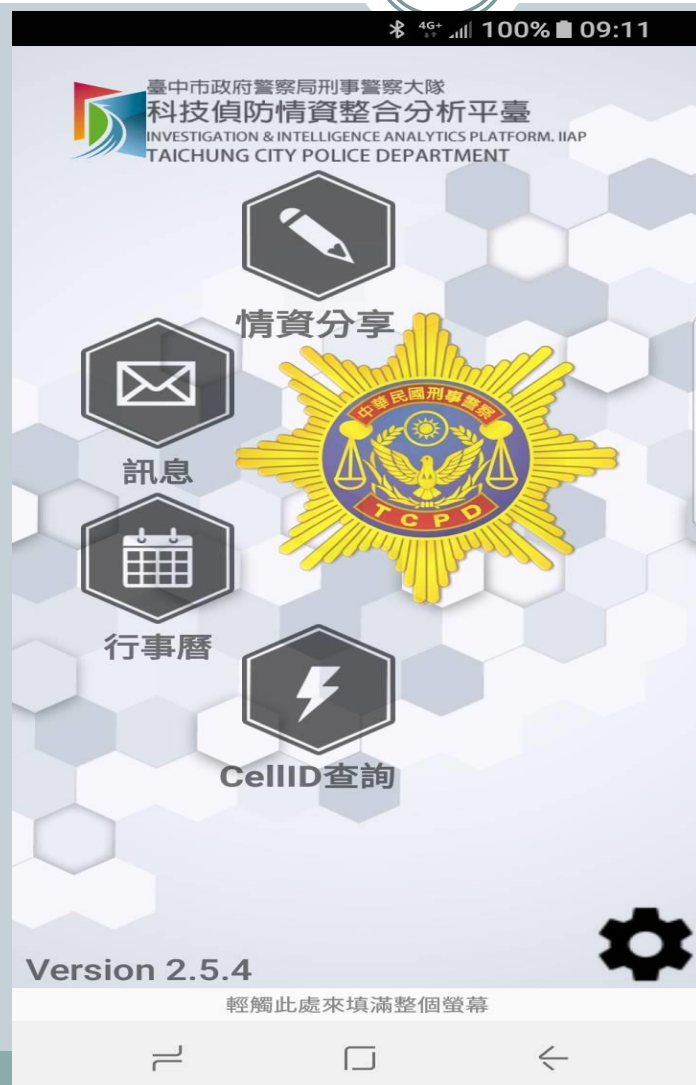 4G+ 100% 09:11
臺中市政府警察局刑事警察大隊
科技偵防情資整合分析平臺
INVESTIGATION & INTELLIGENCE ANALYTICS PLATFORM. IIAP
TAICHUNG CITY POLICE DEPARTMENT
情資分享
中華民國刑事警察
TCPD
訊息
行事曆
CellID查詢
Version 2.5.4
輕觸此處來填滿整個螢幕